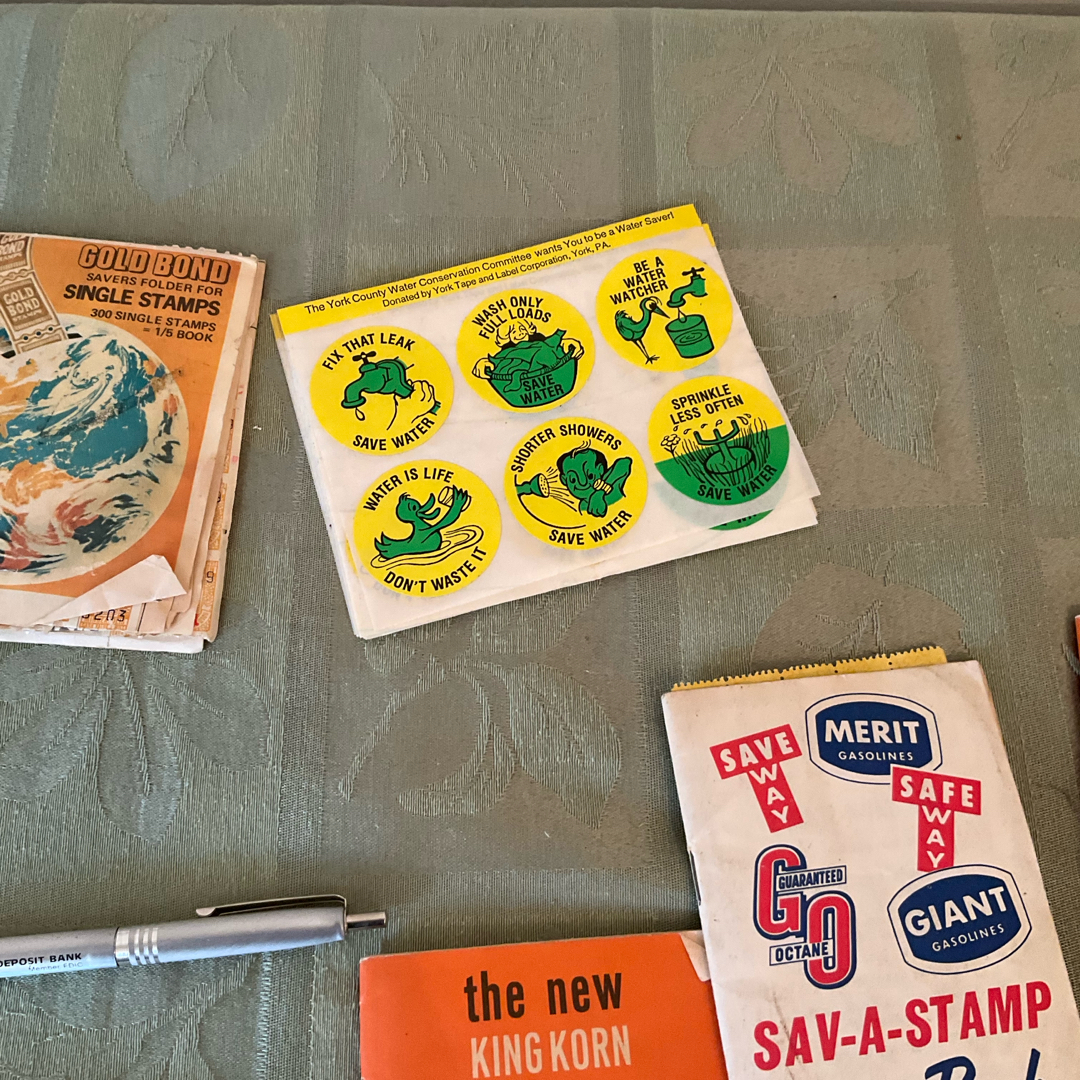 GOLD BOND
SAVERS FOLDER FOR
SINGLE STAMPS
300 SINGLE STAMPS
= 1/5 BOOK
GOLD
BOND
The York County Water Conservation Committee wants You to be a Water Saver!
Donated by York Tape and Label Corporation, York, PA.
FIX THAT LEAK
SAVE WATER
WASH ONLY
FULL LOADS
SAVE
WATER
BE A
WATER
WATCHER
WATER IS LIFE
DON'T WASTE IT
SHORTER SHOWERS
SAVE WATER
SPRINKLE
LESS OFTEN
SAVE WATER
DEPOSIT BANK
Member FDIC
the new
KING KORN
SAVE
WAY
MERIT
GASOLINES
SAFE
WAY
GO
GUARANTEED
OCTANE
GIANT
GASOLINES
SAV-A-STAMP